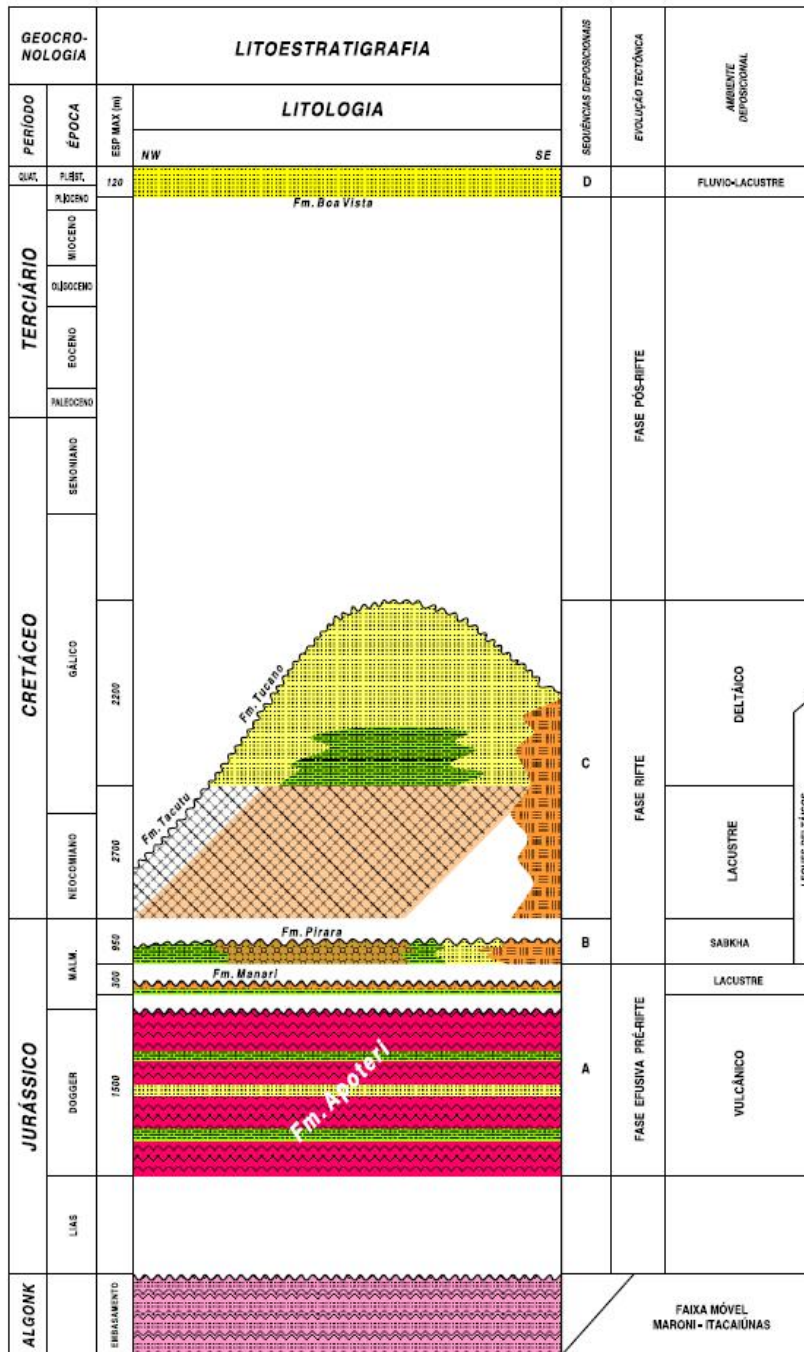 GEOCRO-
NOLOGIA
LITOESTRATIGRAFIA
SEQUÊNCIAS DEPOSICIONAIS
EVOLUÇÃO TECTÔNICA
AMBIENTE
DEPOSICIONAL
PERÍODO
ÉPOCA
ESP MAX (m)
LITOLOGIA
NW
SE
QUAT.
PLEIST.
120
D
FLUVIO-LACUSTRE
PLIOCENO
Fm. Boa Vista
TERCIÁRIO
MIOCENO
OLIGOCENO
EOCENO
PALEOCENO
FASE PÓS-RIFTE
CRETÁCEO
SENONIANO
GÁLICO
2200
Fm. Tucano
C
FASE RIFTE
DELTÁICO
NEOCOMIANO
2700
Fm. Tacutu
LACUSTRE
JURÁSSICO
MALM.
950
Fm. Pirara
B
SABKHA
300
Fm. Manari
LACUSTRE
DOGGER
1500
Fm. Apoteri
A
FASE EFUSIVA PRÉ-RIFTE
VULCÂNICO
LIAS
ALGONK
EMBASAMENTO
FAIXA MÓVEL
MARONI - ITACAIÚNAS